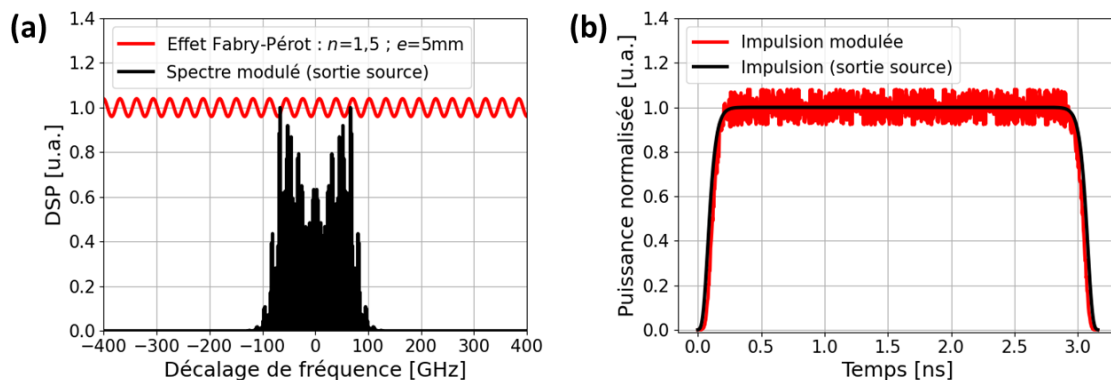 (a)
1.4
1.2
1.0
0.8
0.6
0.4
0.2
0.0
DSP [u.a.]
Effet Fabry-Pérot : n=1,5 ; e=5mm
Spectre modulé (sortie source)
−400 −300 −200 −100 0 100 200 300 400
Décalage de fréquence [GHz]
(b)
1.4
1.2
1.0
0.8
0.6
0.4
0.2
0.0
Puissance normalisée [u.a.]
Impulsion modulée
Impulsion (sortie source)
0.0 0.5 1.0 1.5 2.0 2.5 3.0
Temps [ns]